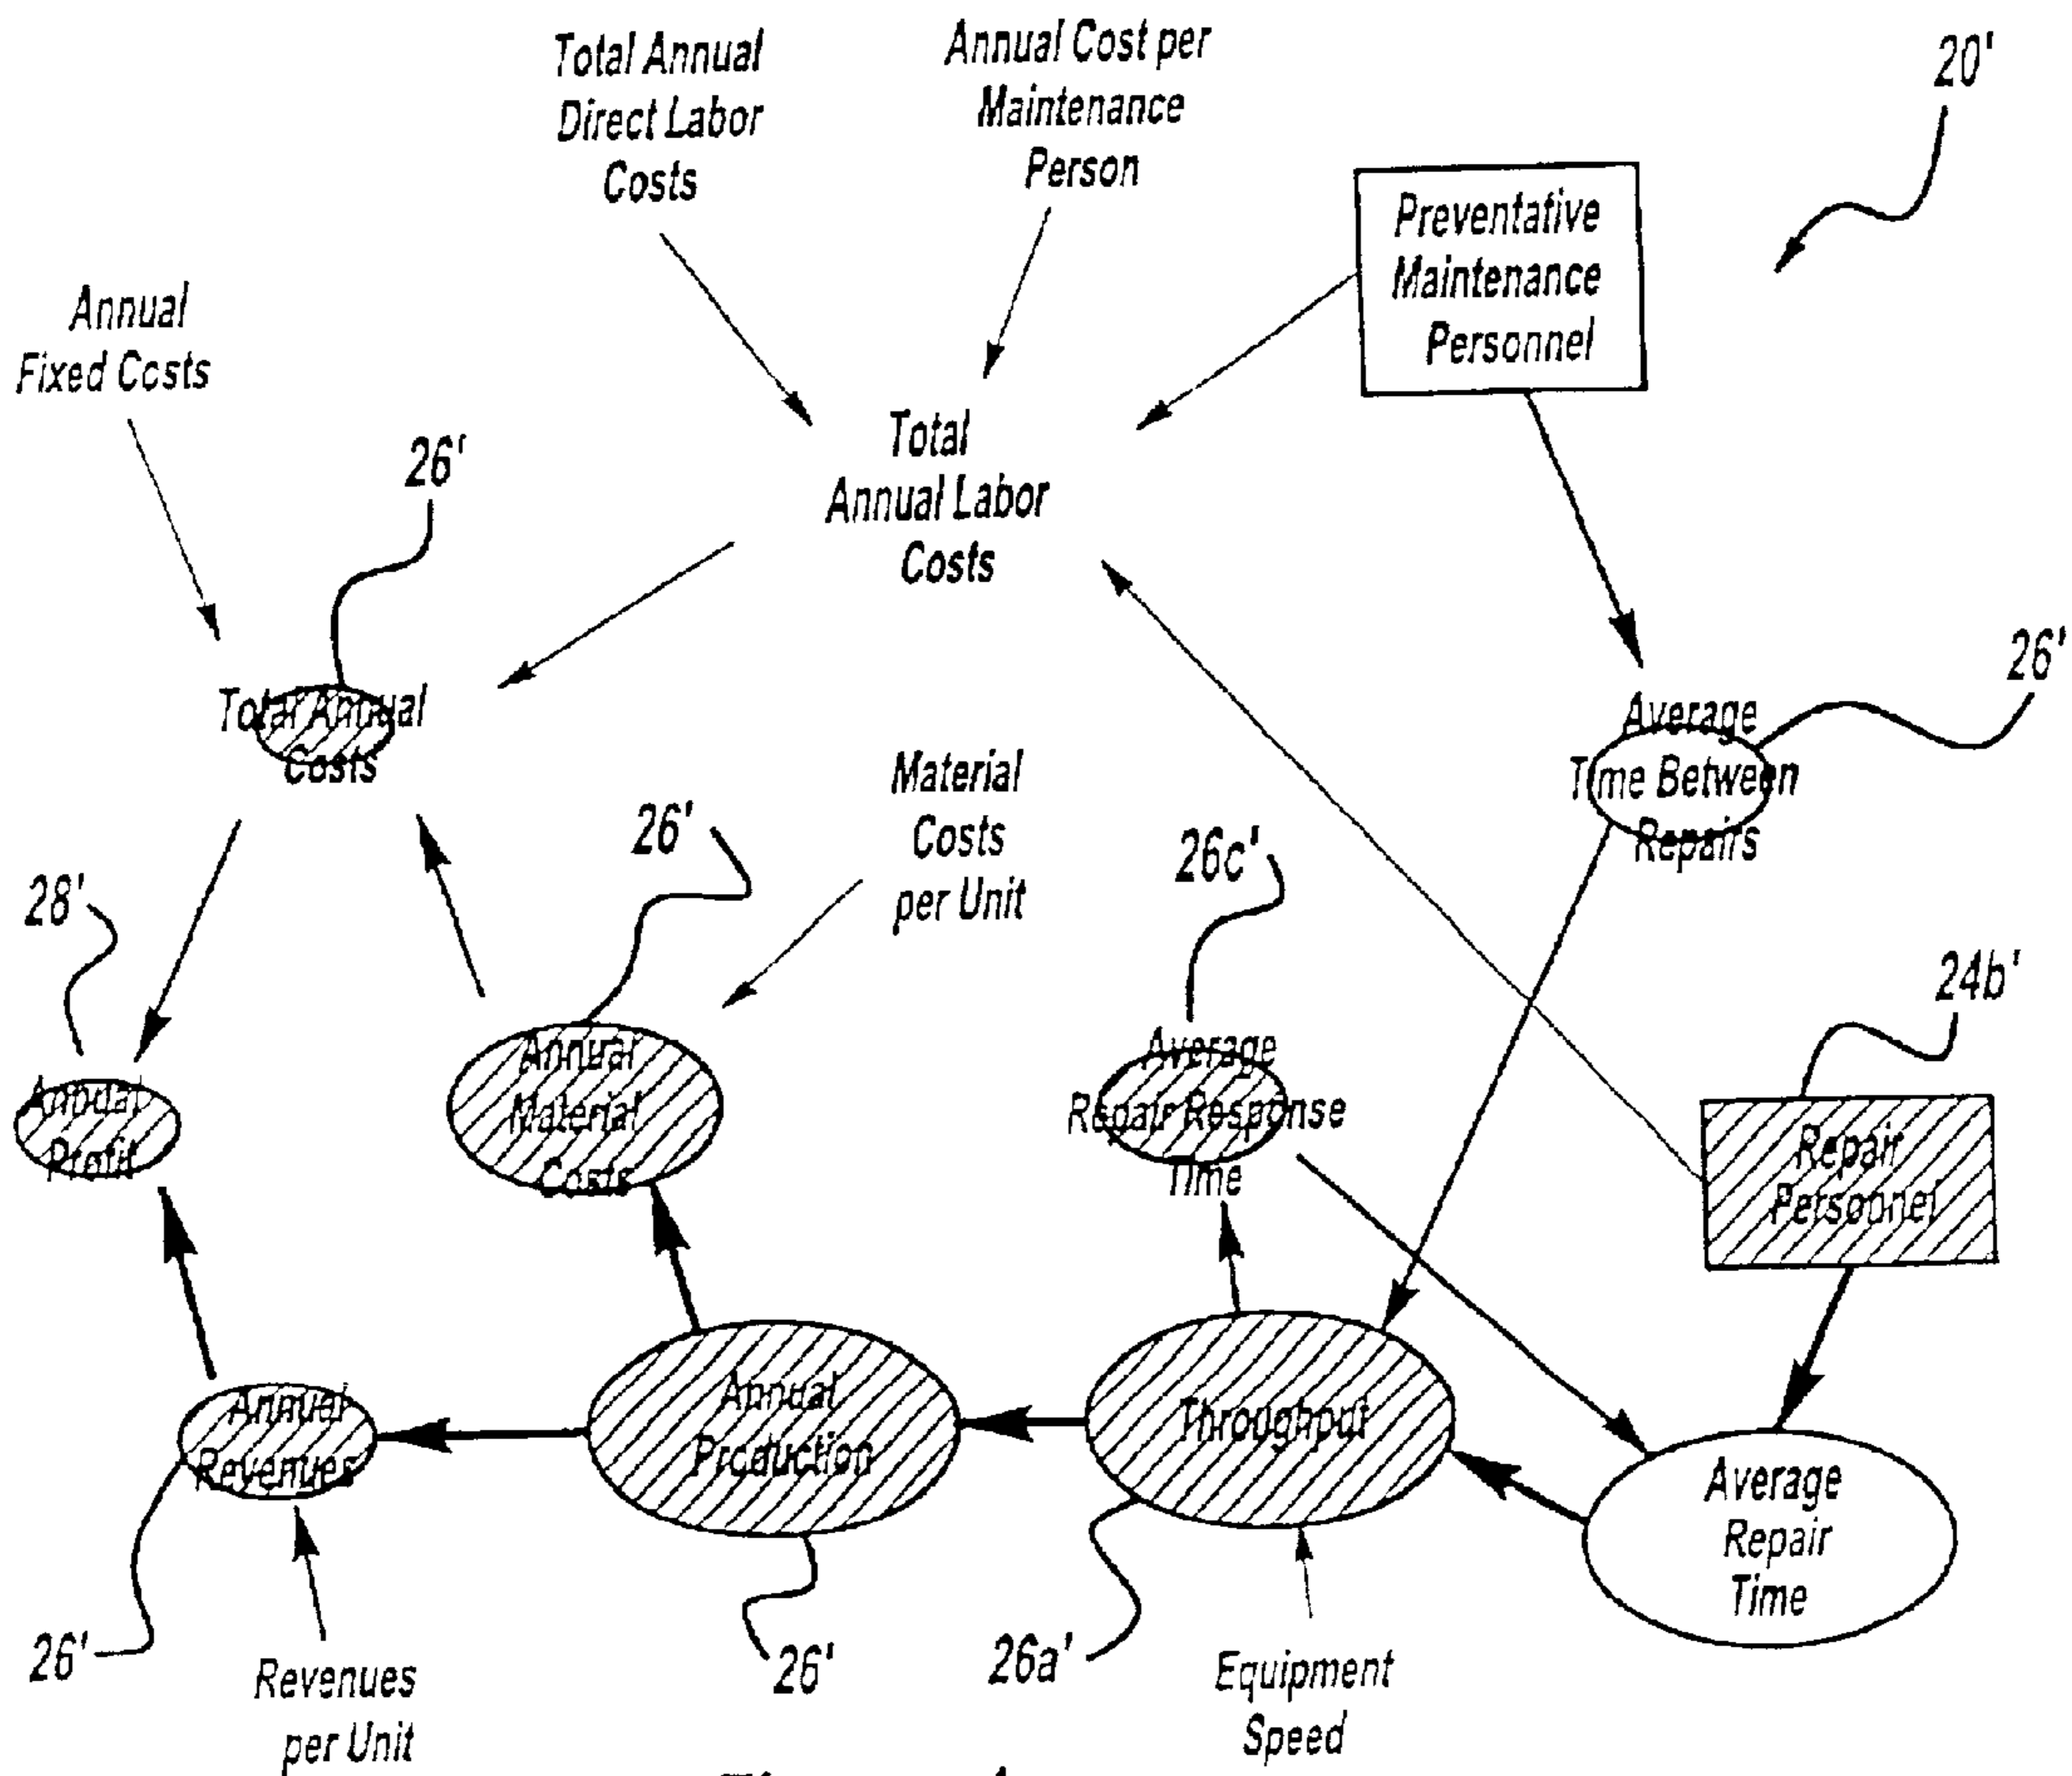 Total Annual
Direct Labor
Costs
Annual Cost per
Maintenance
Person
20'
Preventative
Maintenance
Personnel
Annual
Fixed Costs
26'
Total
Annual Labor
Costs
26'
Total Annual
Costs
Average
Time Between
Repairs
Material
Costs
per Unit
26'
26c'
28'
24b'
Annual
Profit
Annual
Material
Costs
Average
Repair Response
Time
Repair
Personnel
Annual
Revenues
Annual
Production
Throughput
Average
Repair
Time
26'
Revenues
per Unit
26'
26a'
Equipment
Speed